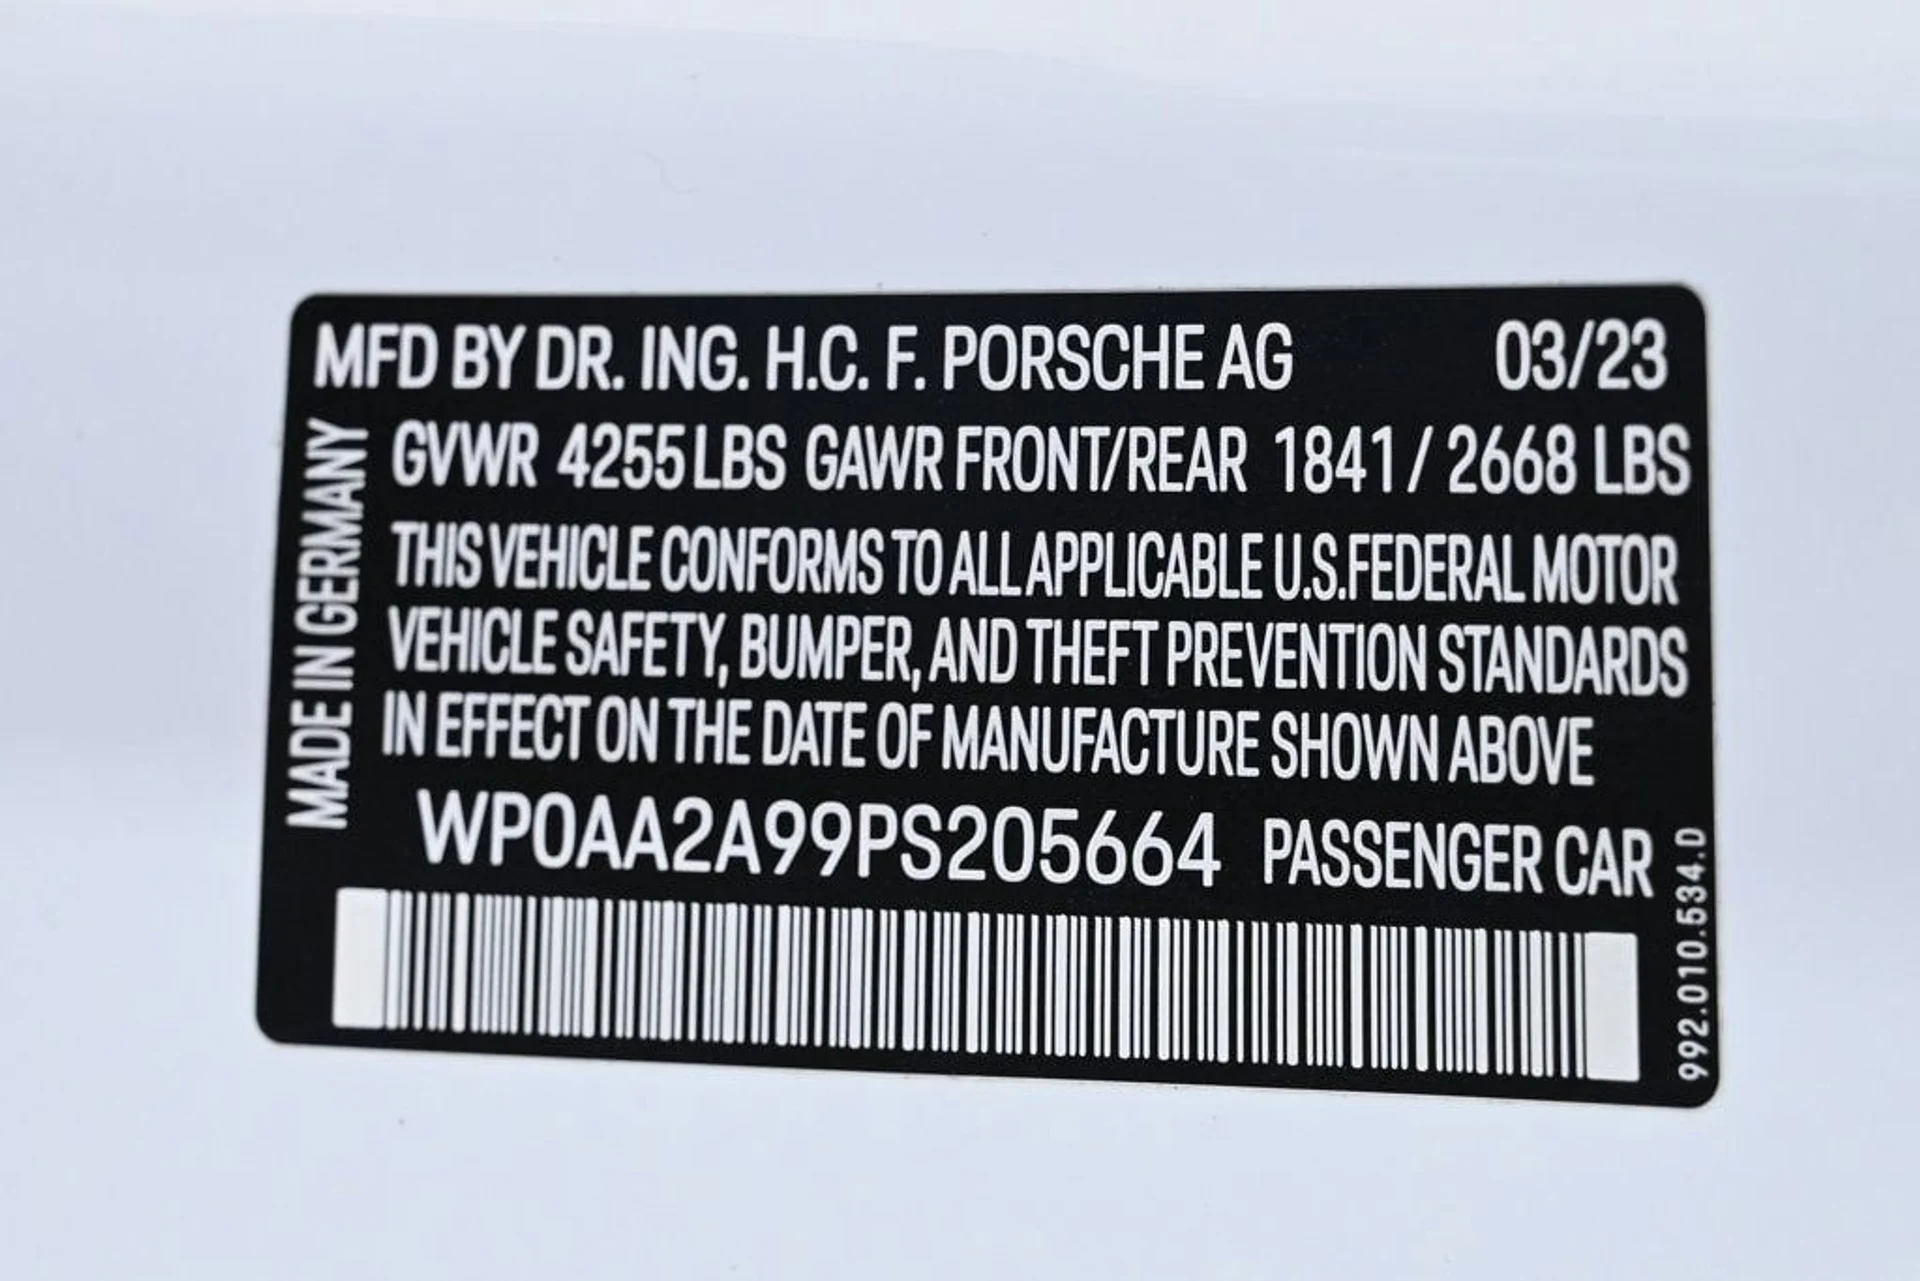 MFD BY DR. ING. H.C. F. PORSCHE AG 03/23
GVWR 4255 LBS GAWR FRONT/REAR 1841 / 2668 LBS
THIS VEHICLE CONFORMS TO ALL APPLICABLE U.S.FEDERAL MOTOR
VEHICLE SAFETY, BUMPER, AND THEFT PREVENTION STANDARDS
IN EFFECT ON THE DATE OF MANUFACTURE SHOWN ABOVE
WP0AA2A99PS205664 PASSENGER CAR
MADE IN GERMANY
992.010.534.D